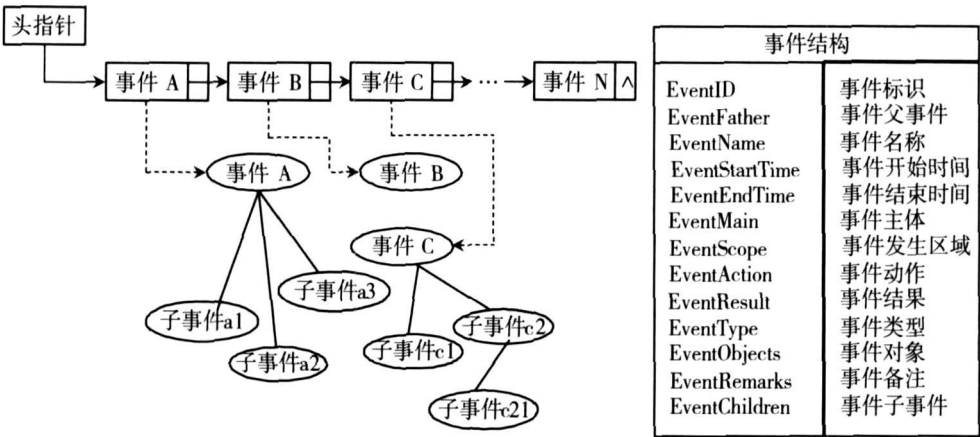 头指针
事件 A
事件 B
事件 C
…
事件 N
∧
事件 A
事件 B
事件 C
子事件a1
子事件a2
子事件a3
子事件c1
子事件c2
子事件c21
事件结构
EventID 事件标识
EventFather 事件父事件
EventName 事件名称
EventStartTime 事件开始时间
EventEndTime 事件结束时间
EventMain 事件主体
EventScope 事件发生区域
EventAction 事件动作
EventResult 事件结果
EventType 事件类型
EventObjects 事件对象
EventRemarks 事件备注
EventChildren 事件子事件